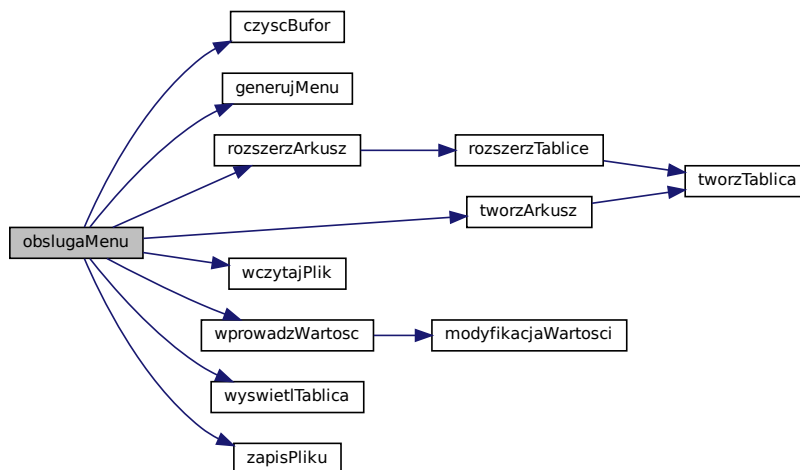 czyscBufor
generujMenu
rozszerzArkusz
rozszerzTablice
tworzTablica
tworzArkusz
obslugaMenu
wczytajPlik
wprowadzWartosc
modyfikacjaWartosci
wyswietlTablica
zapisPliku